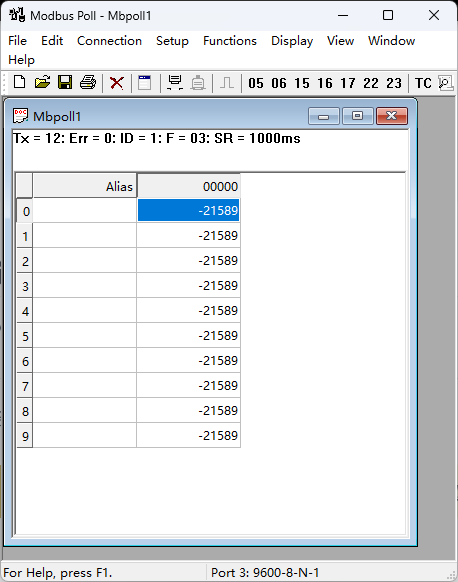 Modbus Poll - Mbpoll1
File Edit Connection Setup Functions Display View Window
Help
05 06 15 16 17 22 23 TC
Mbpoll1
Tx = 12: Err = 0: ID = 1: F = 03: SR = 1000ms
Alias 00000
0 -21589
1 -21589
2 -21589
3 -21589
4 -21589
5 -21589
6 -21589
7 -21589
8 -21589
9 -21589
For Help, press F1. Port 3: 9600-8-N-1